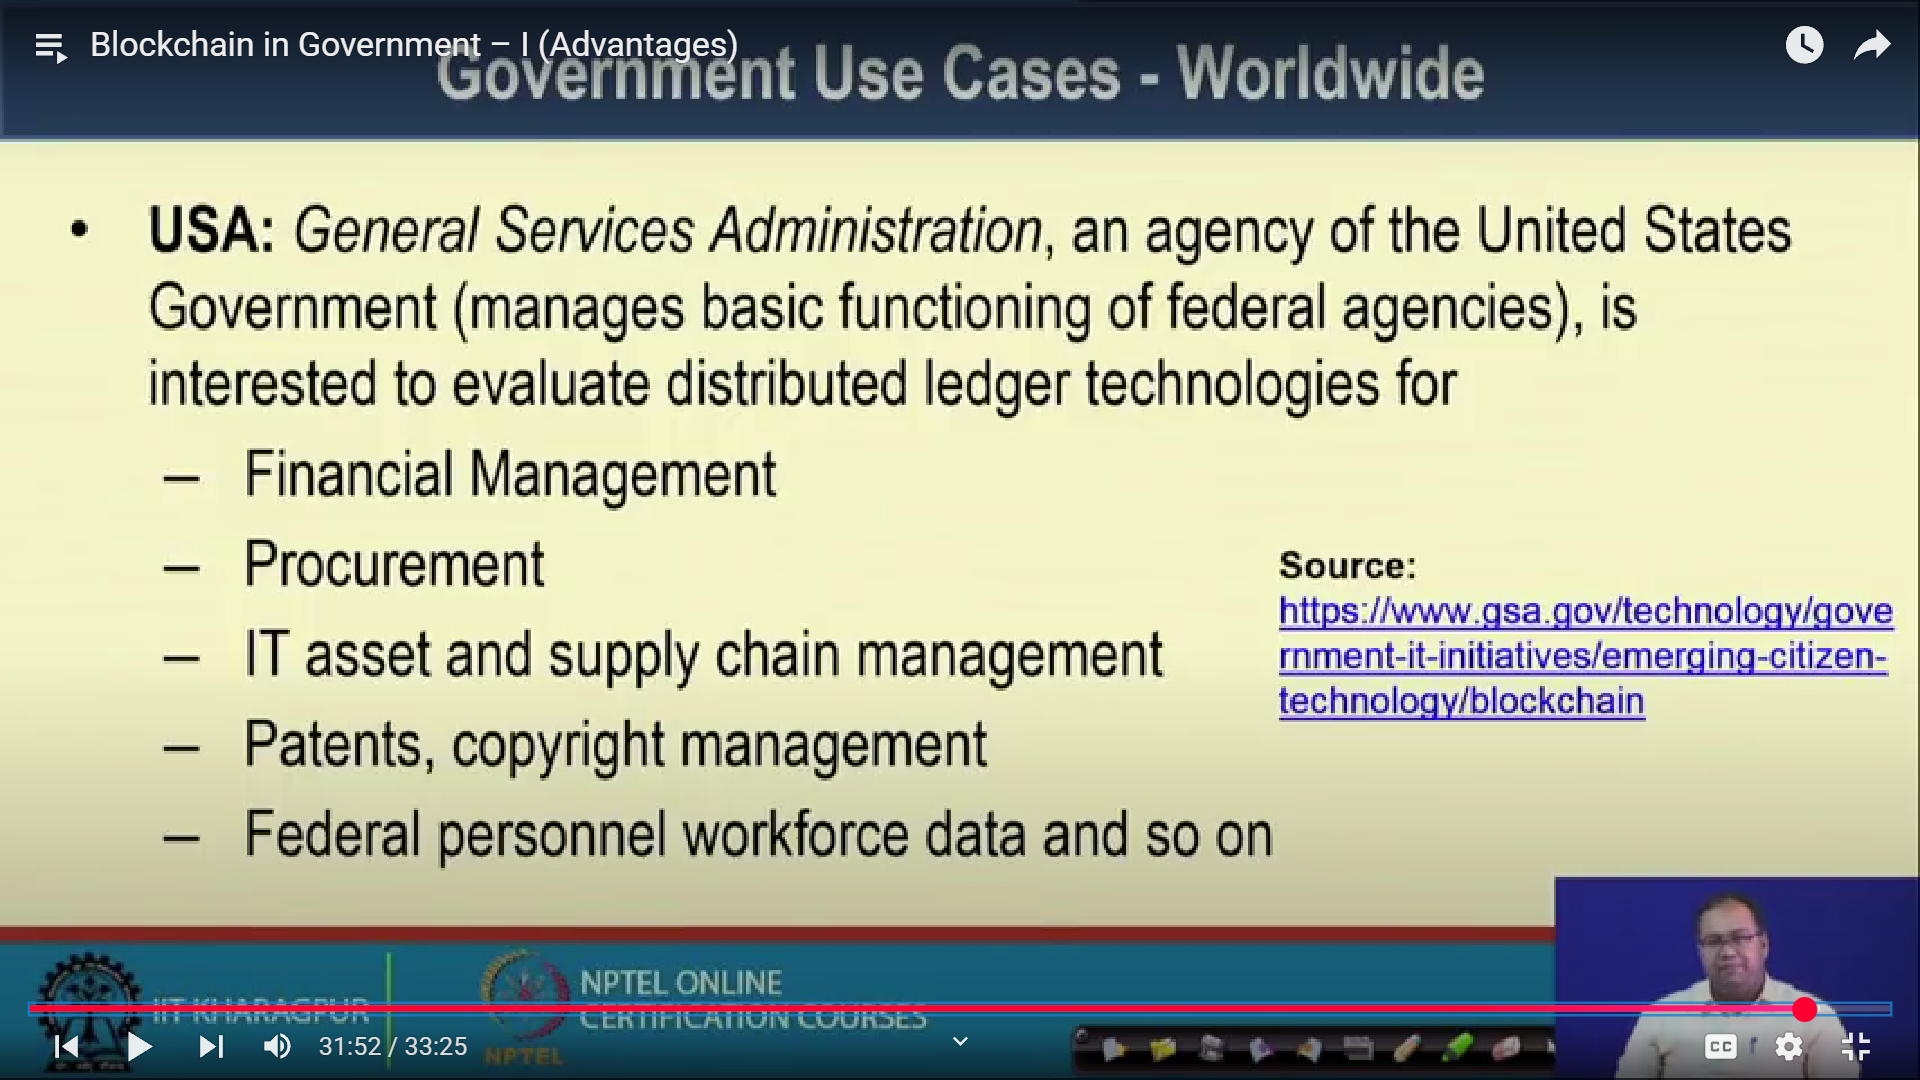 Blockchain in Government – I (Advantages)
Government Use Cases - Worldwide
• USA: General Services Administration, an agency of the United States
Government (manages basic functioning of federal agencies), is
interested to evaluate distributed ledger technologies for
– Financial Management
– Procurement
– IT asset and supply chain management
– Patents, copyright management
– Federal personnel workforce data and so on
Source:
https://www.gsa.gov/technology/gove
rnment-it-initiatives/emerging-citizen-
technology/blockchain
IIT KHARAGPUR
NPTEL ONLINE
CERTIFICATION COURSES
NPTEL
31:52 / 33:25
CC